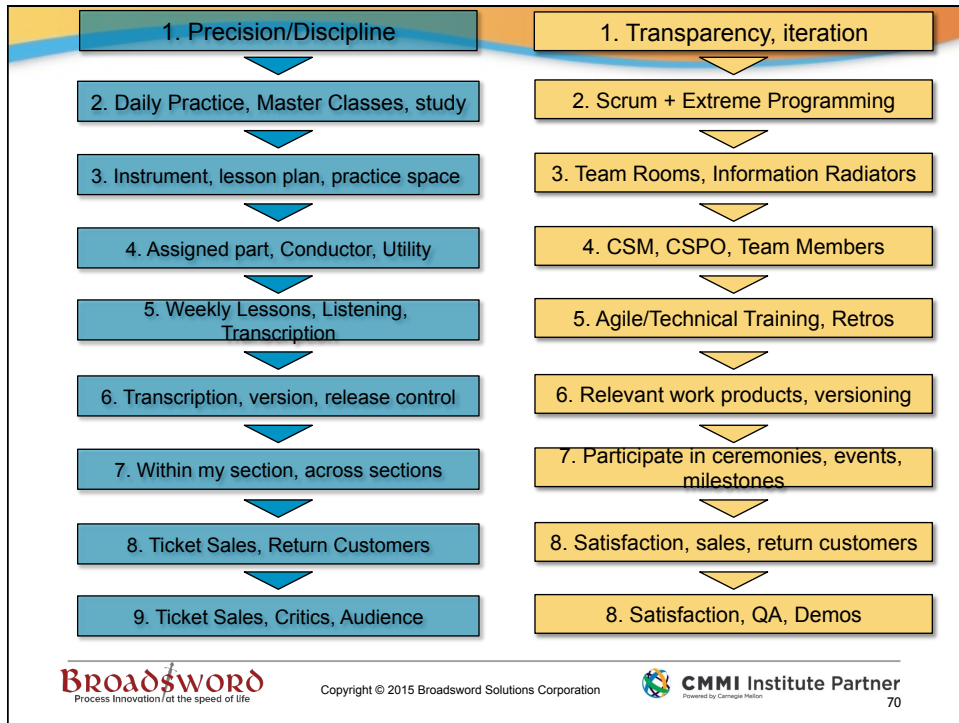 1. Precision/Discipline
2. Daily Practice, Master Classes, study
3. Instrument, lesson plan, practice space
4. Assigned part, Conductor, Utility
5. Weekly Lessons, Listening,
Transcription
6. Transcription, version, release control
7. Within my section, across sections
8. Ticket Sales, Return Customers
9. Ticket Sales, Critics, Audience
1. Transparency, iteration
2. Scrum + Extreme Programming
3. Team Rooms, Information Radiators
4. CSM, CSPO, Team Members
5. Agile/Technical Training, Retros
6. Relevant work products, versioning
7. Participate in ceremonies, events,
milestones
8. Satisfaction, sales, return customers
8. Satisfaction, QA, Demos
BROADSWORD
Process Innovation at the speed of life
Copyright © 2015 Broadsword Solutions Corporation
CMMI Institute Partner
Powered by Carnegie Mellon
70